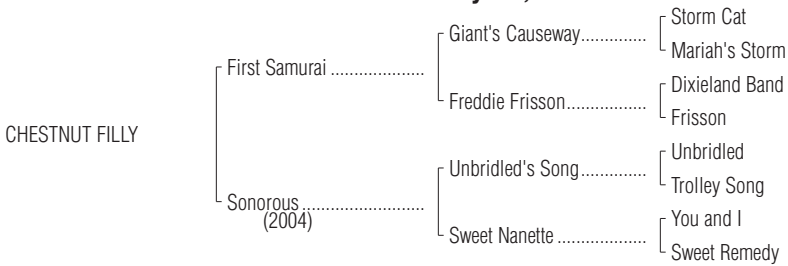 Storm Cat
Giant's Causeway...............
Mariah's Storm
First Samurai .....................
Dixieland Band
Freddie Frisson..................
Frisson
CHESTNUT FILLY
Unbridled
Unbridled's Song...............
Trolley Song
Sonorous ...........................
(2004)
You and I
Sweet Nanette ....................
Sweet Remedy